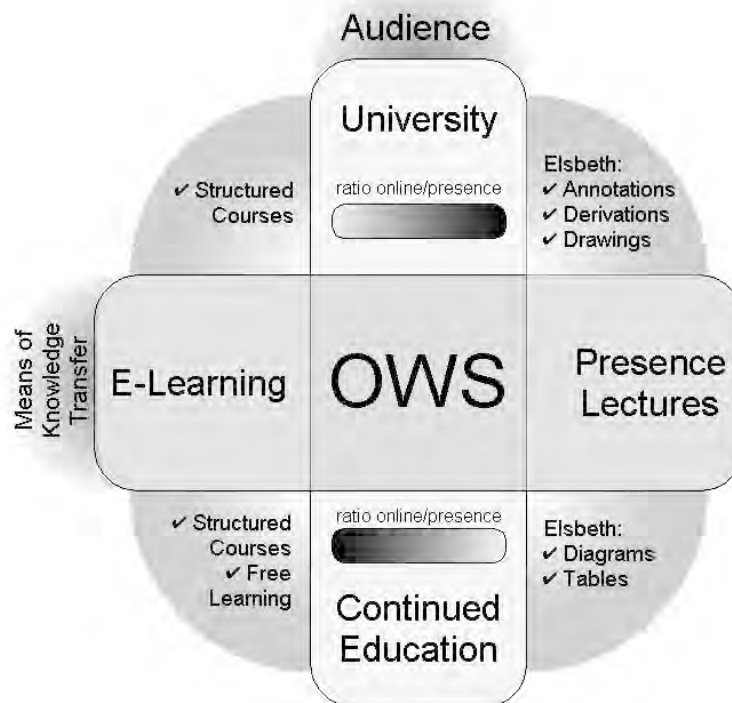 Audience
University
ratio online/presence
✔ Structured
Courses
Elsbeth:
✔ Annotations
✔ Derivations
✔ Drawings
Means of
Knowledge
Transfer
E-Learning
OWS
Presence
Lectures
✔ Structured
Courses
✔ Free
Learning
ratio online/presence
Continued
Education
Elsbeth:
✔ Diagrams
✔ Tables